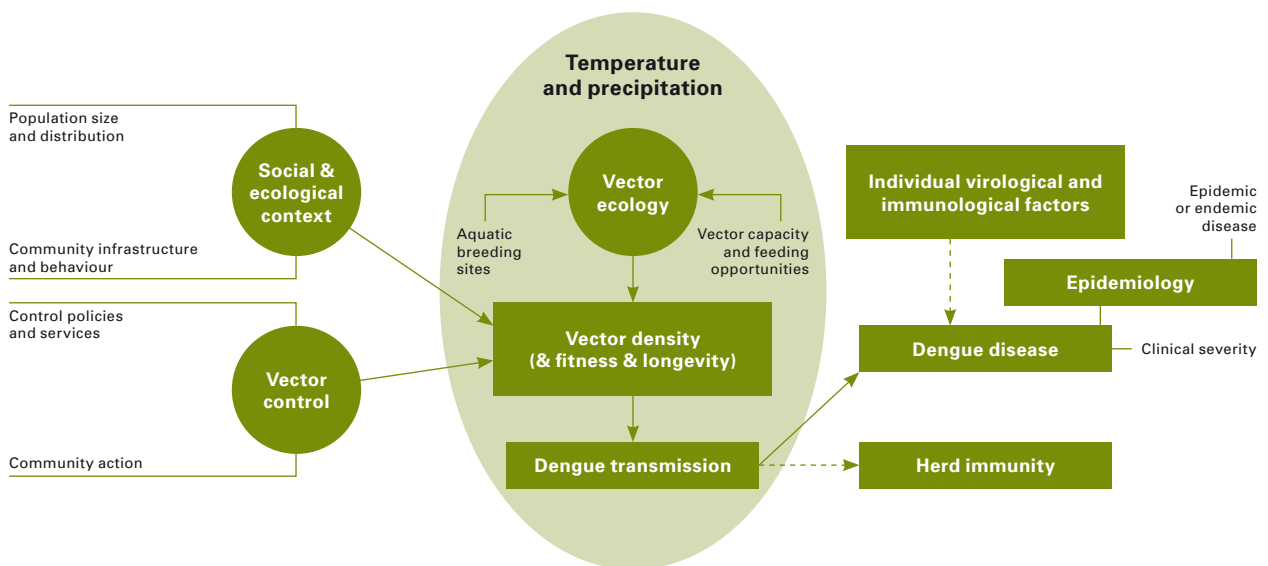 Temperature
and precipitation
Population size
and distribution
Social &
ecological
context
Community infrastructure
and behaviour
Control policies
and services
Vector
control
Community action
Vector
ecology
Aquatic
breeding
sites
Vector capacity
and feeding
opportunities
Vector density
(& fitness & longevity)
Dengue transmission
Individual virological and
immunological factors
Epidemic
or endemic
disease
Epidemiology
Dengue disease
Clinical severity
Herd immunity